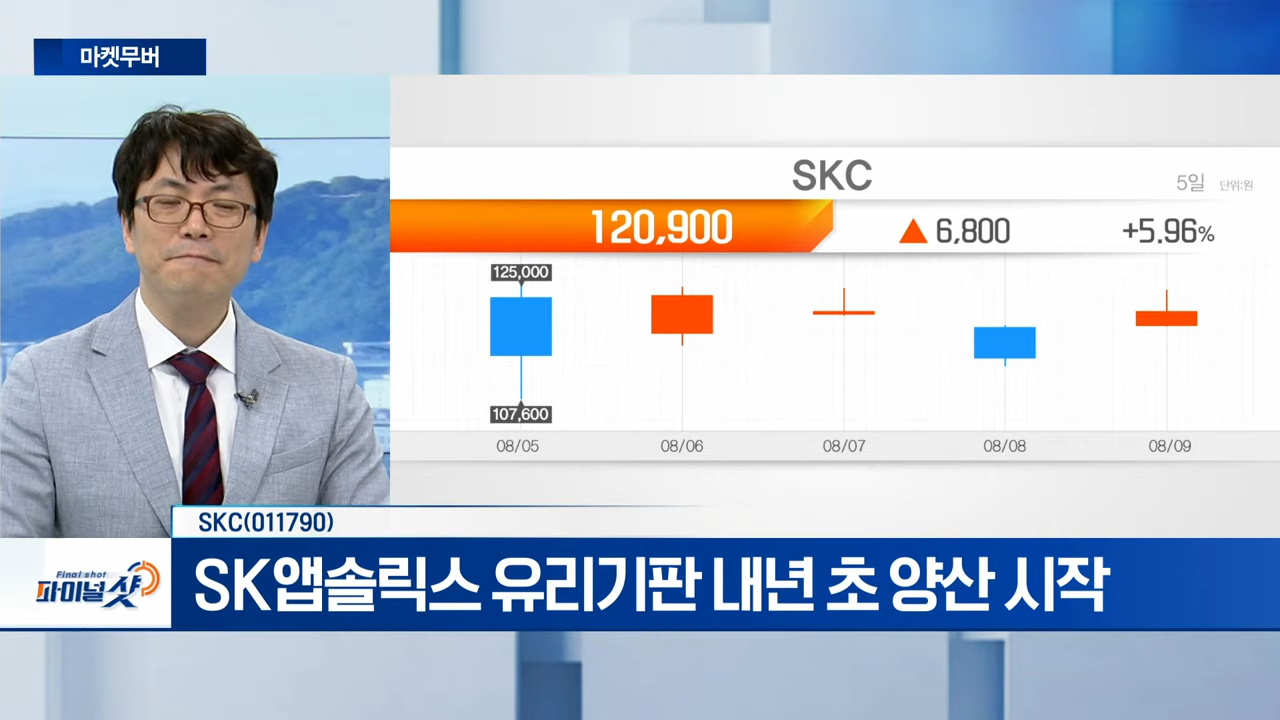 마켓무버
SKC
5일 단위:원
120,900 ▲ 6,800 +5.96%
125,000
107,600
08/05 08/06 08/07 08/08 08/09
SKC(011790)
Final shot
파이널샷
SK앱솔릭스 유리기판 내년 초 양산 시작